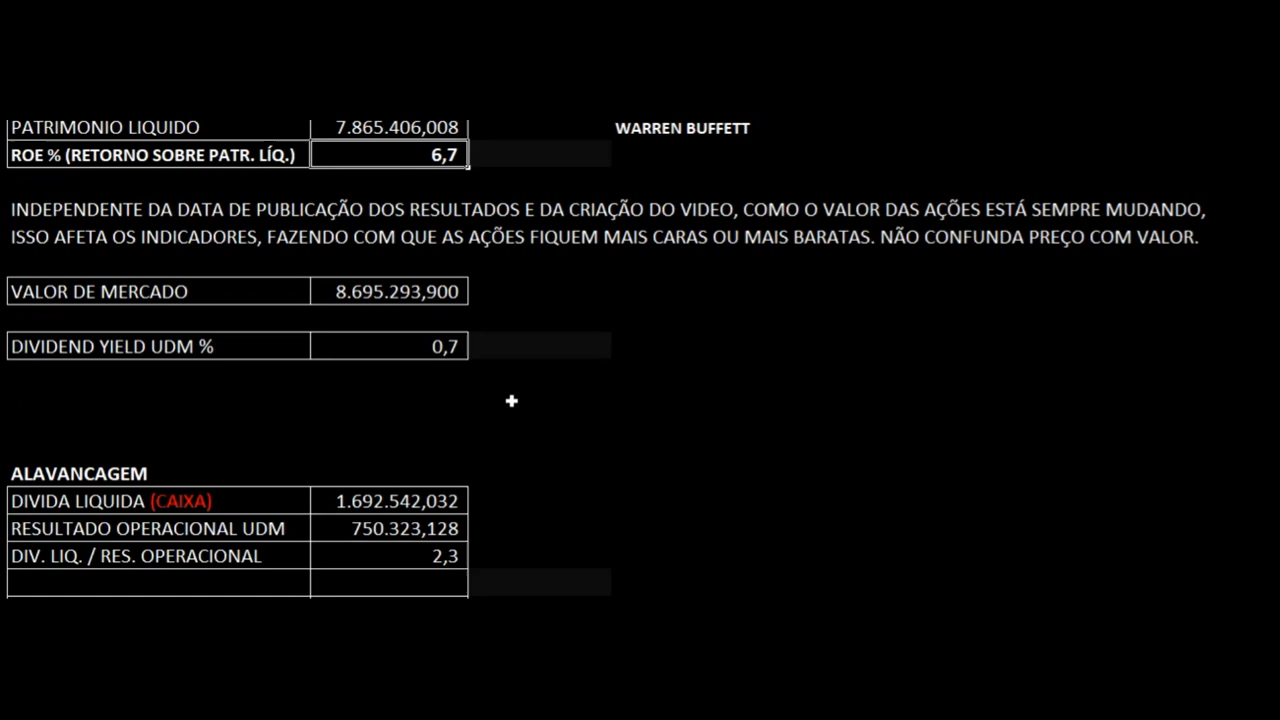 PATRIMONIO LIQUIDO 7.865.406,008 WARREN BUFFETT
ROE % (RETORNO SOBRE PATR. LÍQ.) 6,7
INDEPENDENTE DA DATA DE PUBLICAÇÃO DOS RESULTADOS E DA CRIAÇÃO DO VIDEO, COMO O VALOR DAS AÇÕES ESTÁ SEMPRE MUDANDO,
ISSO AFETA OS INDICADORES, FAZENDO COM QUE AS AÇÕES FIQUEM MAIS CARAS OU MAIS BARATAS. NÃO CONFUNDA PREÇO COM VALOR.
VALOR DE MERCADO 8.695.293,900
DIVIDEND YIELD UDM % 0,7
ALAVANCAGEM
DIVIDA LIQUIDA (CAIXA) 1.692.542,032
RESULTADO OPERACIONAL UDM 750.323,128
DIV. LIQ. / RES. OPERACIONAL 2,3